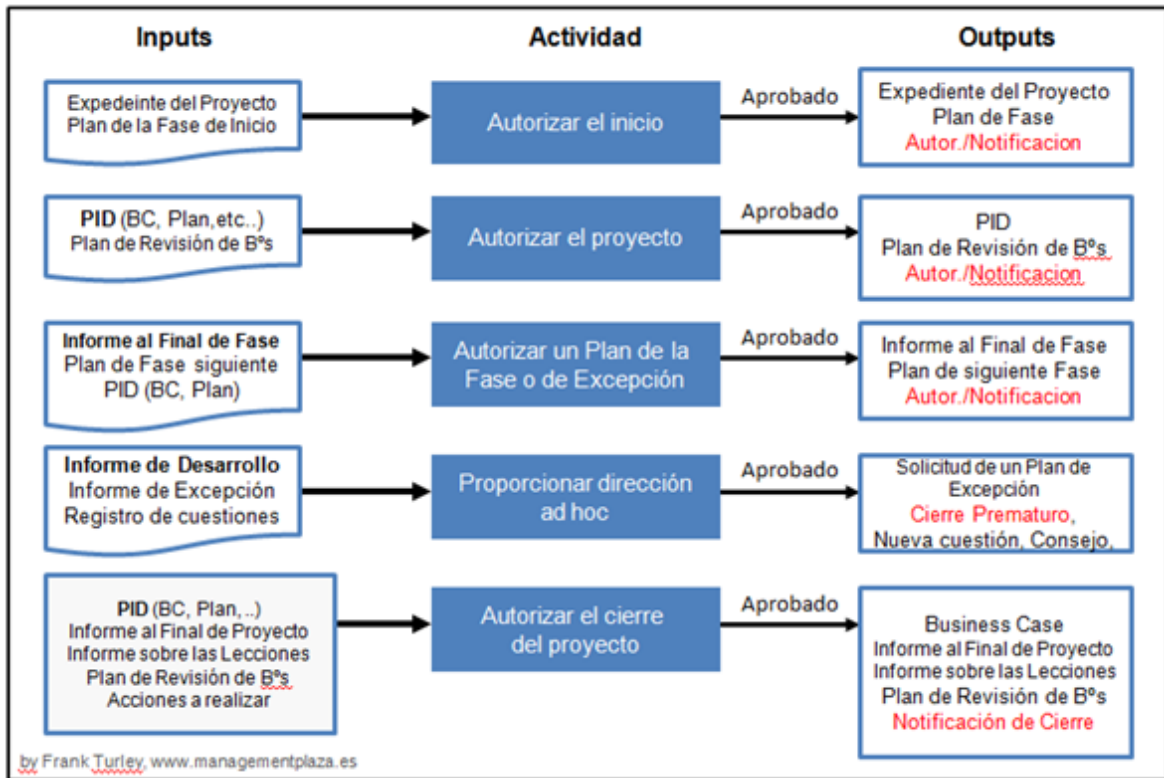 Inputs
Actividad
Outputs
Expedeinte del Proyecto
Plan de la Fase de Inicio
Autorizar el inicio
Aprobado
Expediente del Proyecto
Plan de Fase
Autor./Notificacion
PID (BC, Plan,etc..)
Plan de Revisión de Bºs
Autorizar el proyecto
Aprobado
PID
Plan de Revisión de Bºs
Autor./Notificacion
Informe al Final de Fase
Plan de Fase siguiente
PID (BC, Plan)
Autorizar un Plan de la
Fase o de Excepción
Aprobado
Informe al Final de Fase
Plan de siguiente Fase
Autor./Notificacion
Informe de Desarrollo
Informe de Excepción
Registro de cuestiones
Proporcionar dirección
ad hoc
Aprobado
Solicitud de un Plan de
Excepción
Cierre Prematuro,
Nueva cuestión, Consejo,
PID (BC, Plan,..)
Informe al Final de Proyecto
Informe sobre las Lecciones
Plan de Revisión de Bºs
Acciones a realizar
Autorizar el cierre
del proyecto
Aprobado
Business Case
Informe al Final de Proyecto
Informe sobre las Lecciones
Plan de Revisión de Bºs
Notificación de Cierre
by Frank Turley, www.managementplaza.es